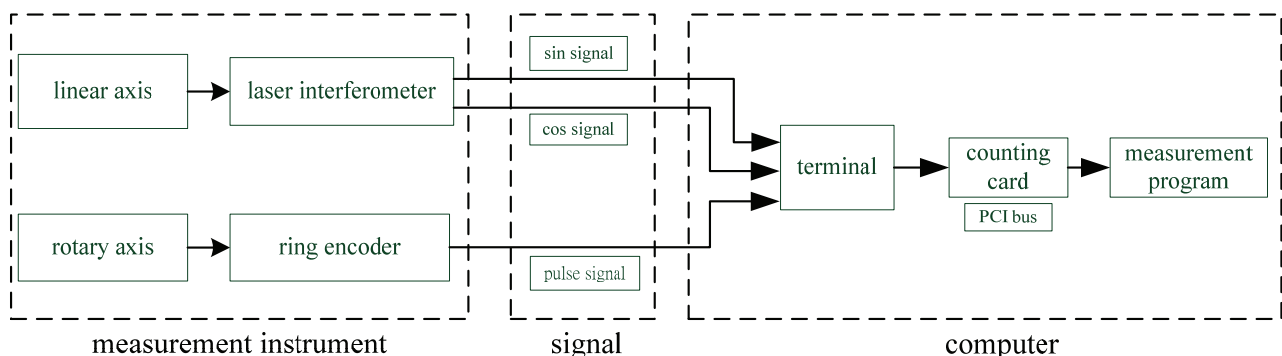 linear axis
laser interferometer
sin signal
cos signal
rotary axis
ring encoder
pulse signal
terminal
counting
card
PCI bus
measurement
program
measurement instrument
signal
computer